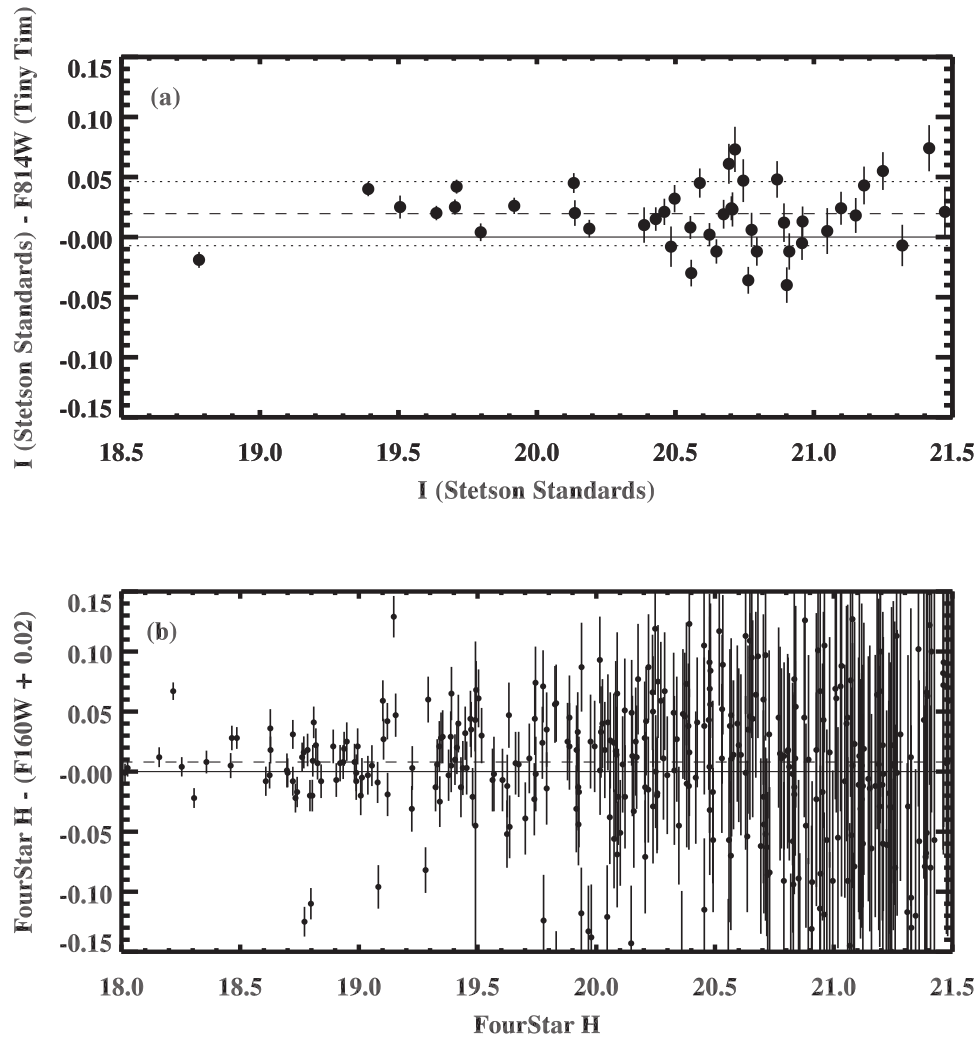 I (Stetson Standards) - F814W (Tiny Tim)
(a)
0.15
0.10
0.05
-0.00
-0.05
-0.10
-0.15
18.5 19.0 19.5 20.0 20.5 21.0 21.5
I (Stetson Standards)
FourStar H - (F160W + 0.02)
(b)
0.15
0.10
0.05
-0.00
-0.05
-0.10
-0.15
18.0 18.5 19.0 19.5 20.0 20.5 21.0 21.5
FourStar H